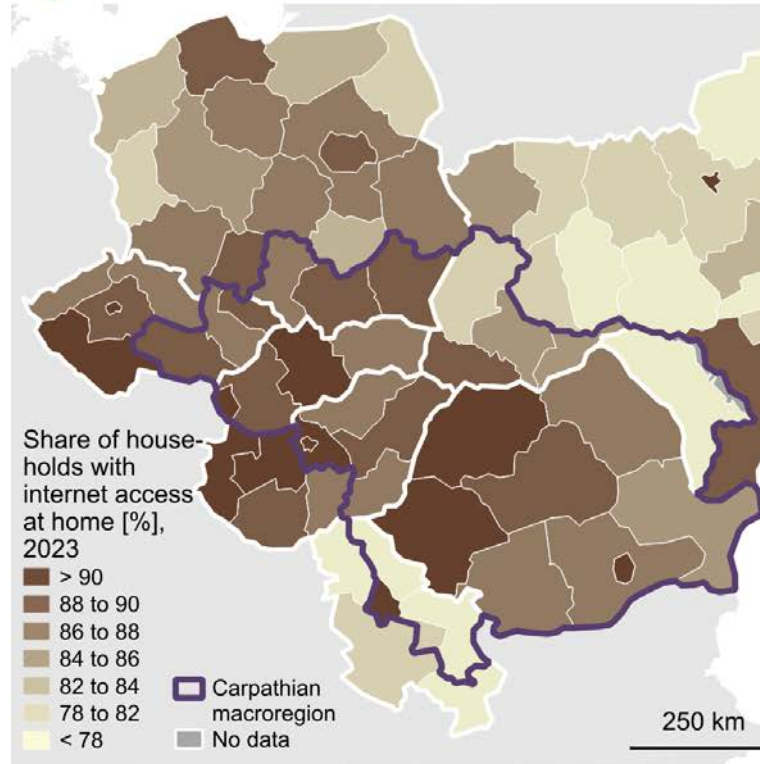 Share of house-
holds with
internet access
at home [%],
2023
> 90
88 to 90
86 to 88
84 to 86
82 to 84
78 to 82
< 78
Carpathian
macroregion
No data
250 km